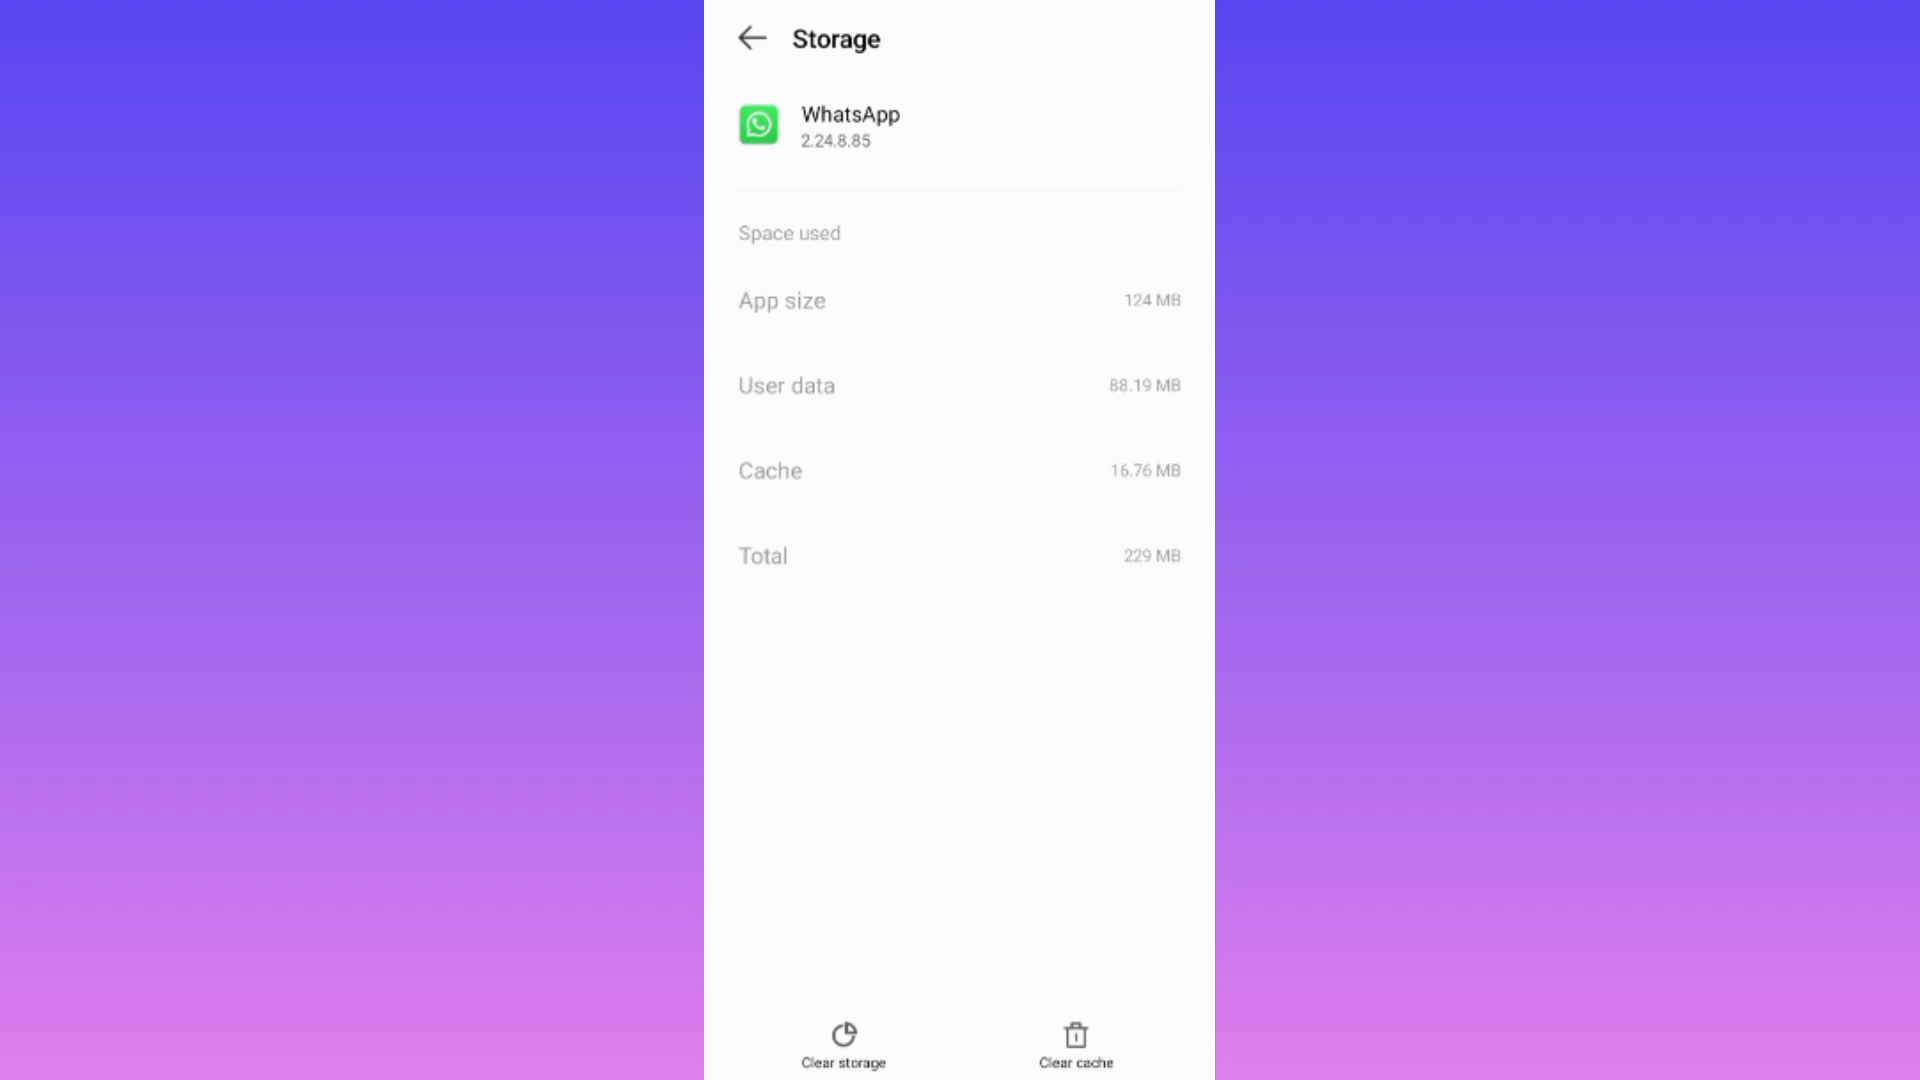 Storage
WhatsApp
2.24.8.85
Space used
App size 124 MB
User data 88.19 MB
Cache 16.76 MB
Total 229 MB
Clear storage Clear cache